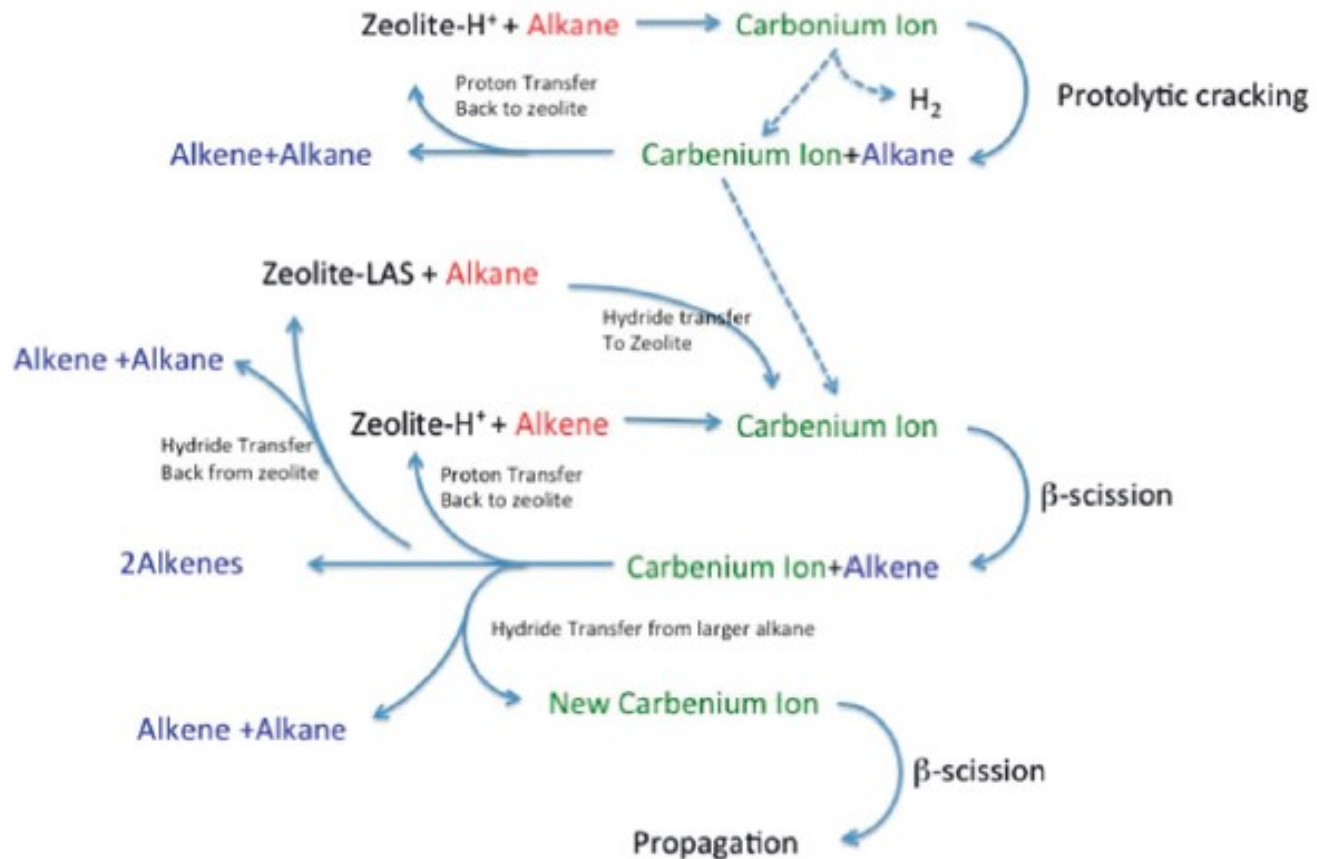 Zeolite-H⁺ + Alkane
Carbonium Ion
Proton Transfer
Back to zeolite
H₂
Protolytic cracking
Alkene+Alkane
Carbenium Ion+Alkane
Zeolite-LAS + Alkane
Hydride transfer
To Zeolite
Alkene +Alkane
Zeolite-H⁺ + Alkene
Carbenium Ion
Hydride Transfer
Back from zeolite
Proton Transfer
Back to zeolite
β-scission
2Alkenes
Carbenium Ion+Alkene
Hydride Transfer from larger alkane
New Carbenium Ion
Alkene +Alkane
β-scission
Propagation